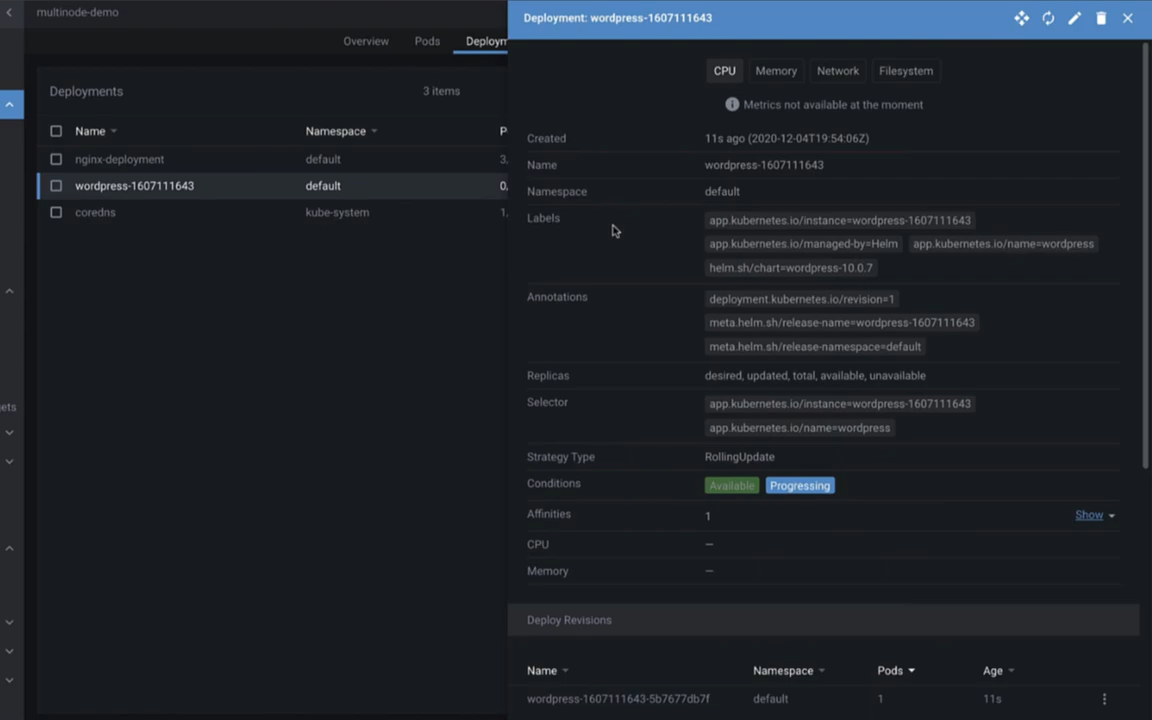 multinode-demo
Overview Pods Deploym
Deployments 3 items
Name Namespace P
nginx-deployment default 3,
wordpress-1607111643 default 0,
coredns kube-system 1,
ets
Deployment: wordpress-1607111643
CPU Memory Network Filesystem
Metrics not available at the moment
Created 11s ago (2020-12-04T19:54:06Z)
Name wordpress-1607111643
Namespace default
Labels app.kubernetes.io/instance=wordpress-1607111643
app.kubernetes.io/managed-by=Helm app.kubernetes.io/name=wordpress
helm.sh/chart=wordpress-10.0.7
Annotations deployment.kubernetes.io/revision=1
meta.helm.sh/release-name=wordpress-1607111643
meta.helm.sh/release-namespace=default
Replicas desired, updated, total, available, unavailable
Selector app.kubernetes.io/instance=wordpress-1607111643
app.kubernetes.io/name=wordpress
Strategy Type RollingUpdate
Conditions Available Progressing
Affinities 1 Show
CPU —
Memory —
Deploy Revisions
Name Namespace Pods Age
wordpress-1607111643-5b7677db7f default 1 11s